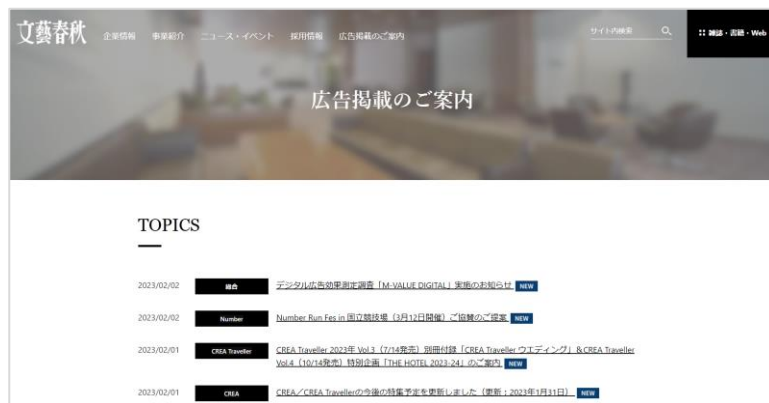 文藝春秋
企業情報 事業紹介 ニュース・イベント 採用情報 広告掲載のご案内 サイト内検索 雑誌・書籍・Web
広告掲載のご案内
TOPICS
2023/02/02 総合 デジタル広告効果測定調査「M-VALUE DIGITAL」実施のお知らせ NEW
2023/02/02 Number Number Run Fes in 国立競技場（3月12日開催）ご協賛のご提案 NEW
2023/02/01 CREA Traveller CREA Traveller 2023年 Vol.3（7/14発売）別冊付録「CREA Traveller ウエディング」＆CREA Traveller
Vol.4（10/14発売）特別企画「THE HOTEL 2023-24」のご案内 NEW
2023/02/01 CREA CREA／CREA Travellerの今後の特集予定を更新しました（更新：2023年1月31日） NEW